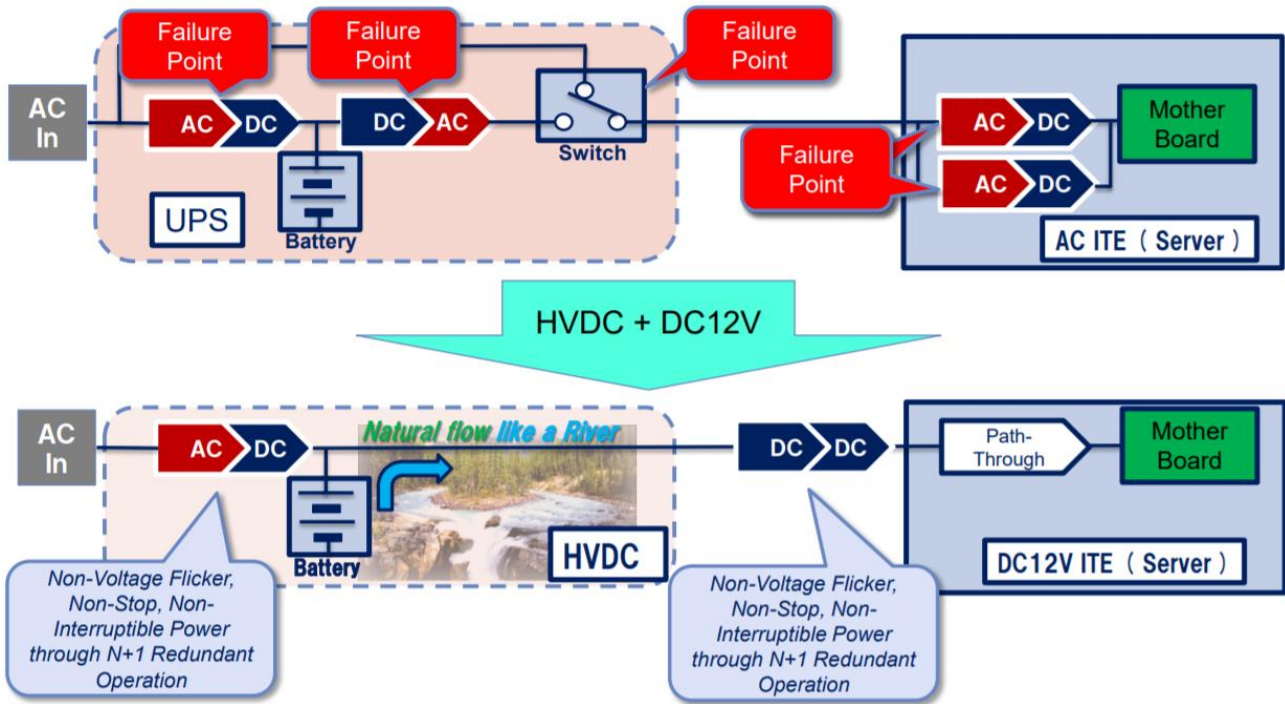 Failure
Point
Failure
Point
Failure
Point
AC
In
AC
DC
DC
AC
Switch
UPS
Battery
Failure
Point
AC
DC
AC
DC
Mother
Board
AC ITE ( Server )
HVDC + DC12V
AC
In
AC
DC
Natural flow like a River
Battery
HVDC
DC
DC
Path-
Through
Mother
Board
DC12V ITE ( Server )
Non-Voltage Flicker,
Non-Stop, Non-
Interruptible Power
through N+1 Redundant
Operation
Non-Voltage Flicker,
Non-Stop, Non-
Interruptible Power
through N+1 Redundant
Operation